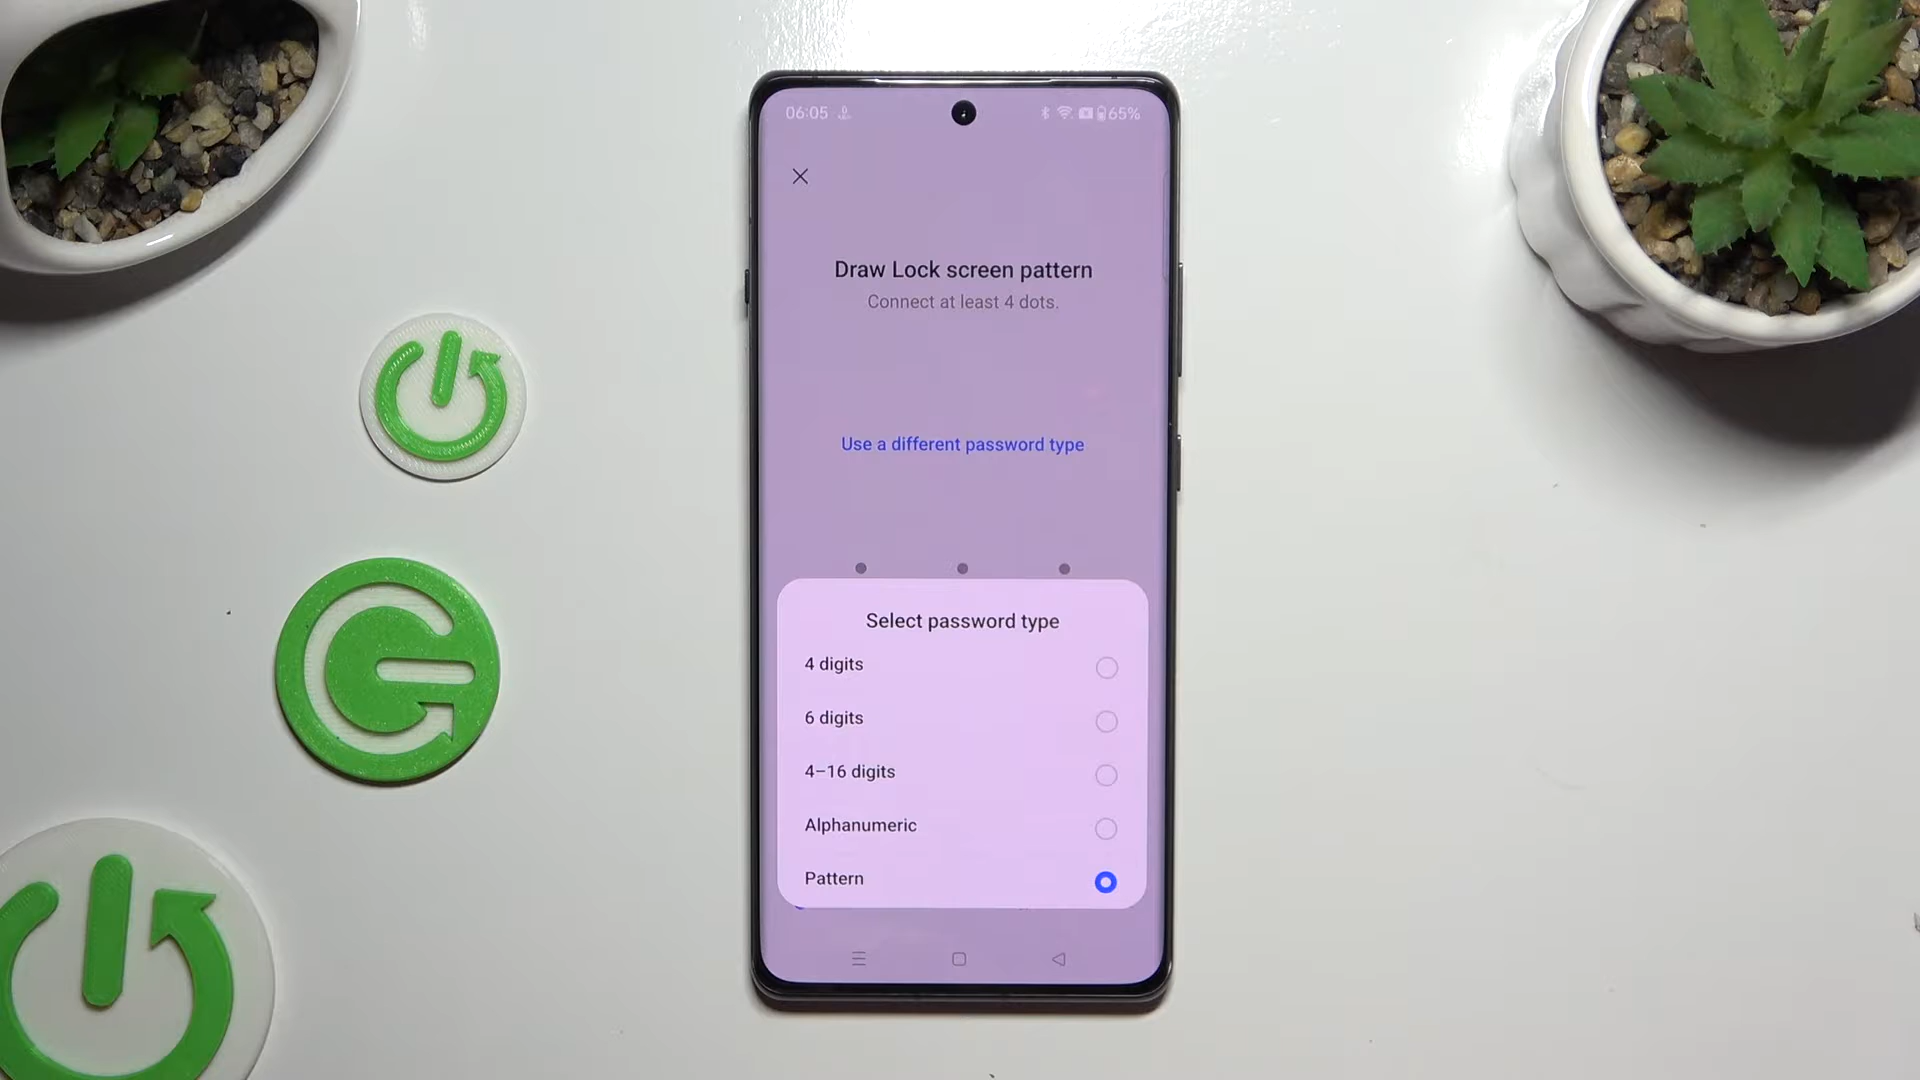 06:05
65%
Draw Lock screen pattern
Connect at least 4 dots.
Use a different password type
Select password type
4 digits
6 digits
4–16 digits
Alphanumeric
Pattern